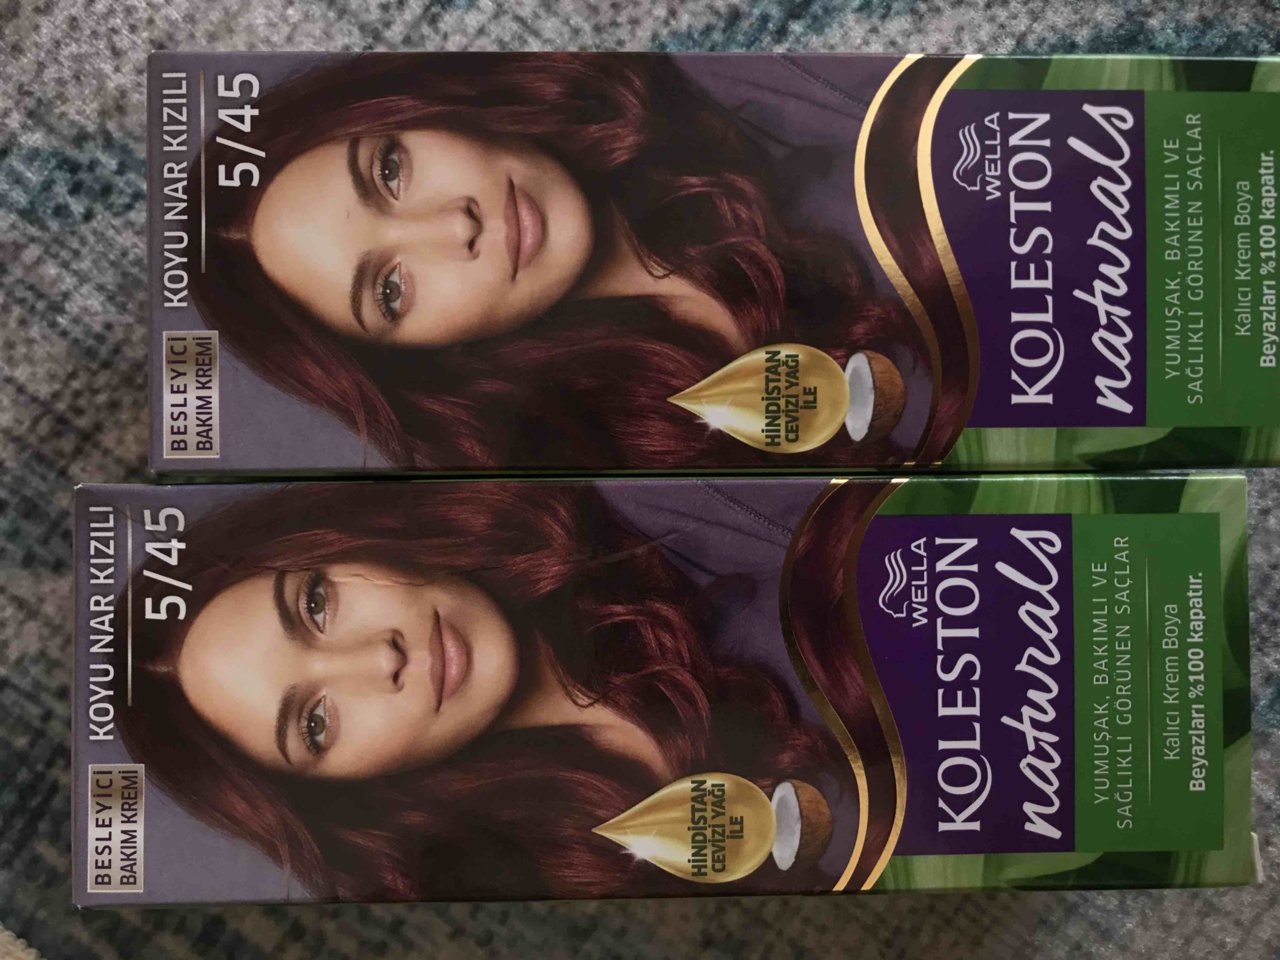 KOYU NAR KIZILI
5/45
BESLEYİCİ
BAKIM KREMİ
HİNDİSTAN
CEVİZİ YAĞI
İLE
WELLA
KOLESTON
naturals
YUMUŞAK, BAKIMLI VE
SAĞLIKLI GÖRÜNEN SAÇLAR
Kalıcı Krem Boya
Beyazları %100 kapatır.
KOYU NAR KIZILI
5/45
BESLEYİCİ
BAKIM KREMİ
HİNDİSTAN
CEVİZİ YAĞI
İLE
WELLA
KOLESTON
naturals
YUMUŞAK, BAKIMLI VE
SAĞLIKLI GÖRÜNEN SAÇLAR
Kalıcı Krem Boya
Beyazları %100 kapatır.